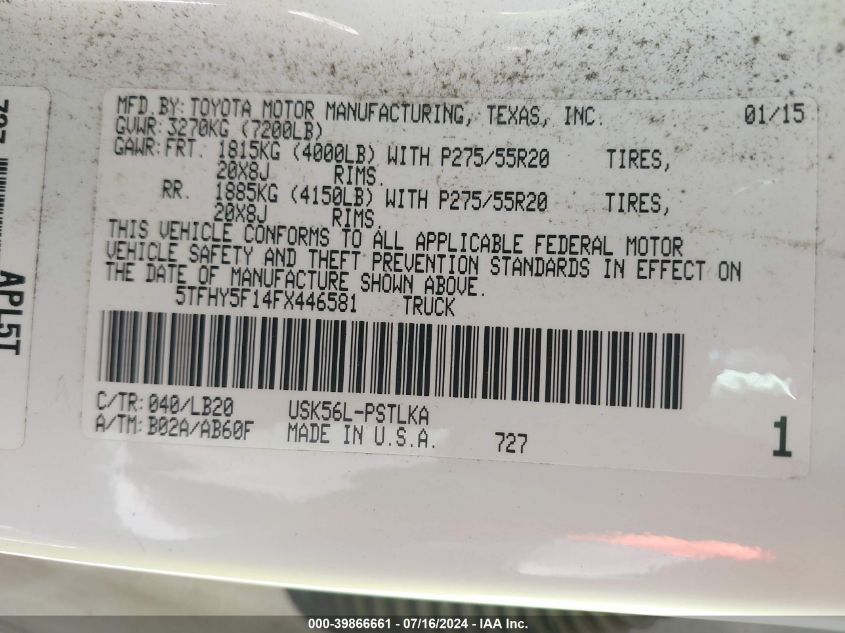 MFD.BY:TOYOTA MOTOR MANUFACTURING, TEXAS, INC. 01/15
GVWR:3270KG (7200LB)
GAWR:FRT. 1815KG (4000LB) WITH P275/55R20 TIRES,
20X8J RIMS.
RR. 1885KG (4150LB) WITH P275/55R20 TIRES,
20X8J RIMS.
THIS VEHICLE CONFORMS TO ALL APPLICABLE FEDERAL MOTOR
VEHICLE SAFETY AND THEFT PREVENTION STANDARDS IN EFFECT ON
THE DATE OF MANUFACTURE SHOWN ABOVE.
5TFHY5F14FX446581 TRUCK
C/TR:040/LB20 USK56L-PSTLKA
A/TM:B02A/AB60F MADE IN U.S.A. 727 1
APL5T
000-39866661 - 07/16/2024 - IAA Inc.